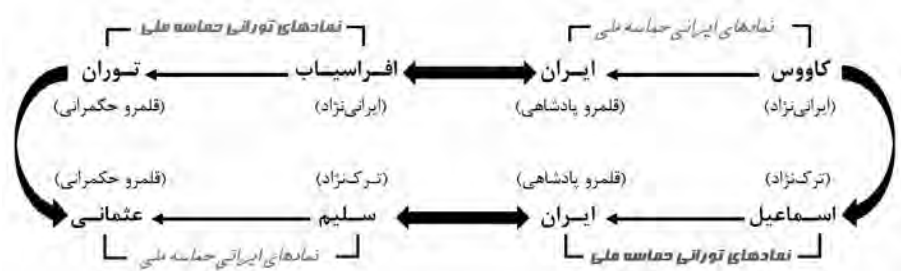 نمادهای ایرانی حماسه ملی نمادهای تورانی حماسه ملی
کاووس ایران افراسیاب توران
(ایرانی‌نژاد) (قلمرو پادشاهی) (ایرانی‌نژاد) (قلمرو حکمرانی)
(ترک‌نژاد) (قلمرو پادشاهی) (ترک‌نژاد) (قلمرو حکمرانی)
اسماعیل ایران سلیم عثمانی
نمادهای تورانی حماسه ملی نمادهای ایرانی حماسه ملی